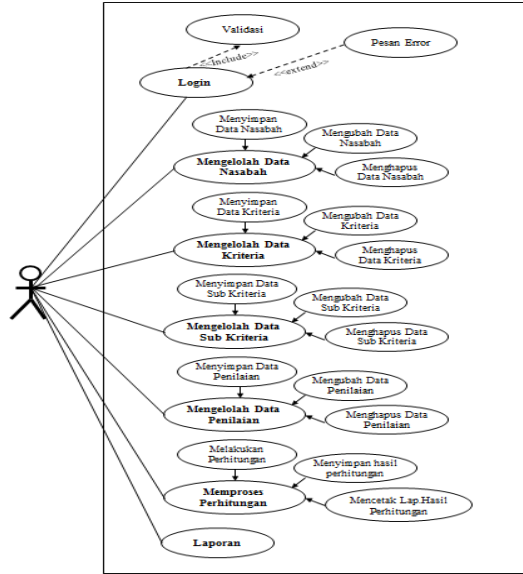 Validasi
Pesan Error
<<Include>>
<<extend>>
Login
Menyimpan
Data Nasabah
Mengubah Data
Nasabah
Mengelolah Data
Nasabah
Menghapus
Data Nasabah
Menyimpan
Data Kriteria
Mengubah Data
Kriteria
Mengelolah Data
Kriteria
Menghapus
Data Kriteria
Menyimpan Data
Sub Kriteria
Mengubah Data
Sub Kriteria
Mengelolah Data
Sub Kriteria
Menghapus Data
Sub Kriteria
Menyimpan Data
Penilaian
Mengubah Data
Penilaian
Mengelolah Data
Penilaian
Menghapus Data
Penilaian
Melakukan
Perhitungan
Menyimpan hasil
perhitungan
Memproses
Perhitungan
Mencetak Lap.Hasil
Perhitungan
Laporan